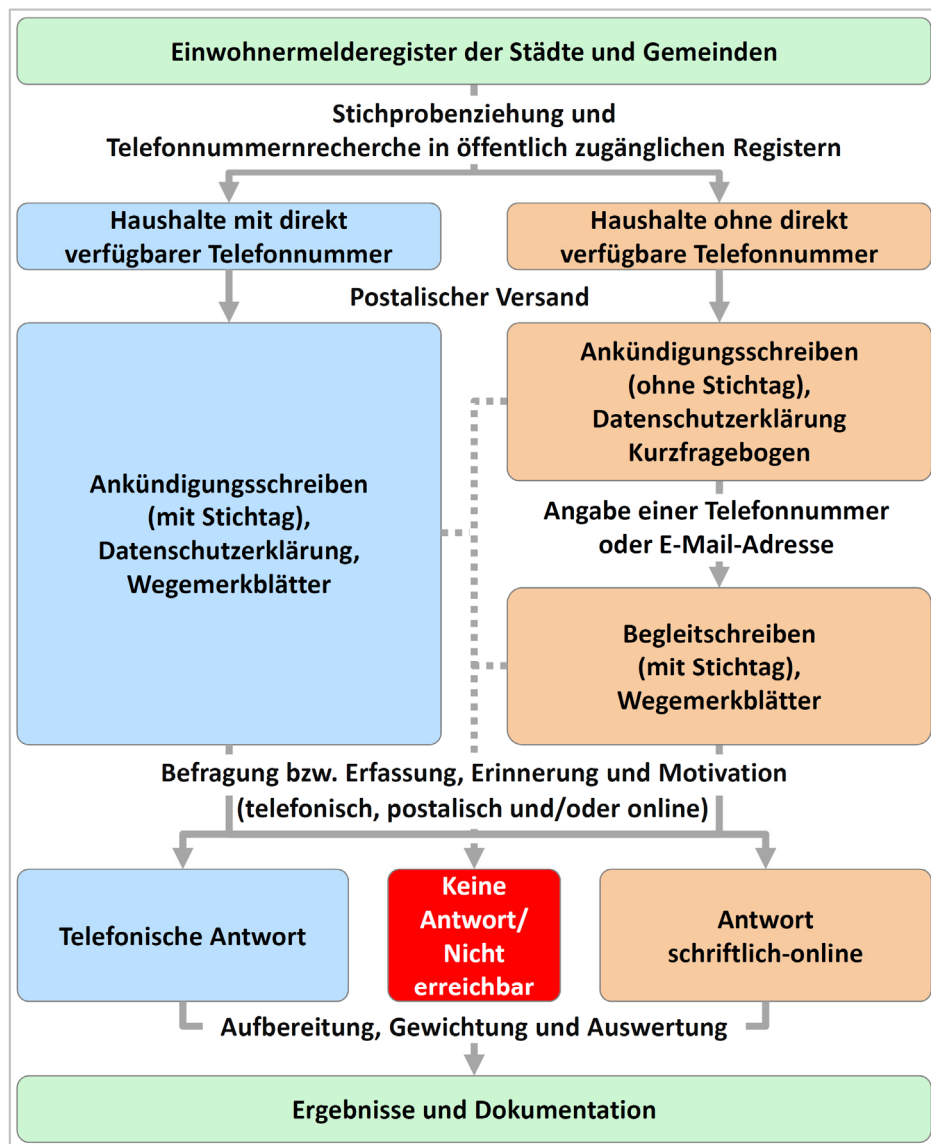 Einwohnermelderegister der Städte und Gemeinden
Stichprobenziehung und
Telefonnummernrecherche in öffentlich zugänglichen Registern
Haushalte mit direkt
verfügbarer Telefonnummer
Haushalte ohne direkt
verfügbare Telefonnummer
Postalischer Versand
Ankündigungsschreiben
(mit Stichtag),
Datenschutzerklärung,
Wegemerkblätter
Ankündigungsschreiben
(ohne Stichtag),
Datenschutzerklärung
Kurzfragebogen
Angabe einer Telefonnummer
oder E-Mail-Adresse
Begleitschreiben
(mit Stichtag),
Wegemerkblätter
Befragung bzw. Erfassung, Erinnerung und Motivation
(telefonisch, postalisch und/oder online)
Telefonische Antwort
Keine
Antwort/
Nicht
erreichbar
Antwort
schriftlich-online
Aufbereitung, Gewichtung und Auswertung
Ergebnisse und Dokumentation